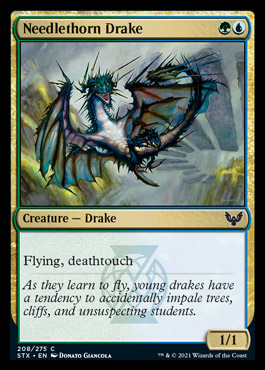 Needlethorn Drake
Creature — Drake
Flying, deathtouch
As they learn to fly, young drakes have
a tendency to accidentally impale trees,
cliffs, and unsuspecting students.
1/1
208/275 C
STX • EN Donato Giancola
™ & © 2021 Wizards of the Coast